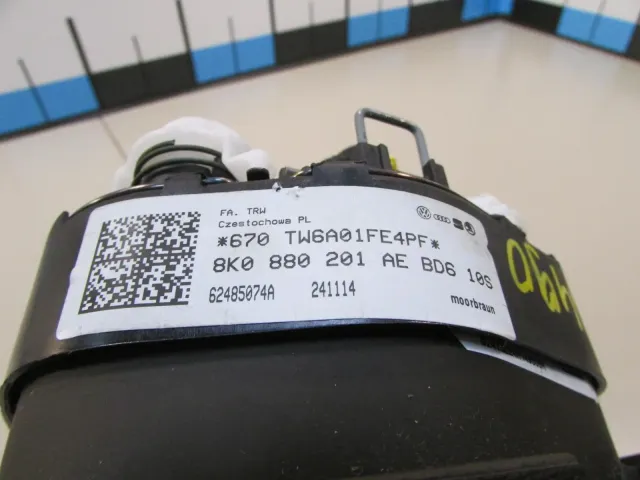 FA. TRW
Czestochowa PL
*670 TW6A01FE4PF*
8K0 880 201 AE BD6 10S
62485074A 241114
moorbraun